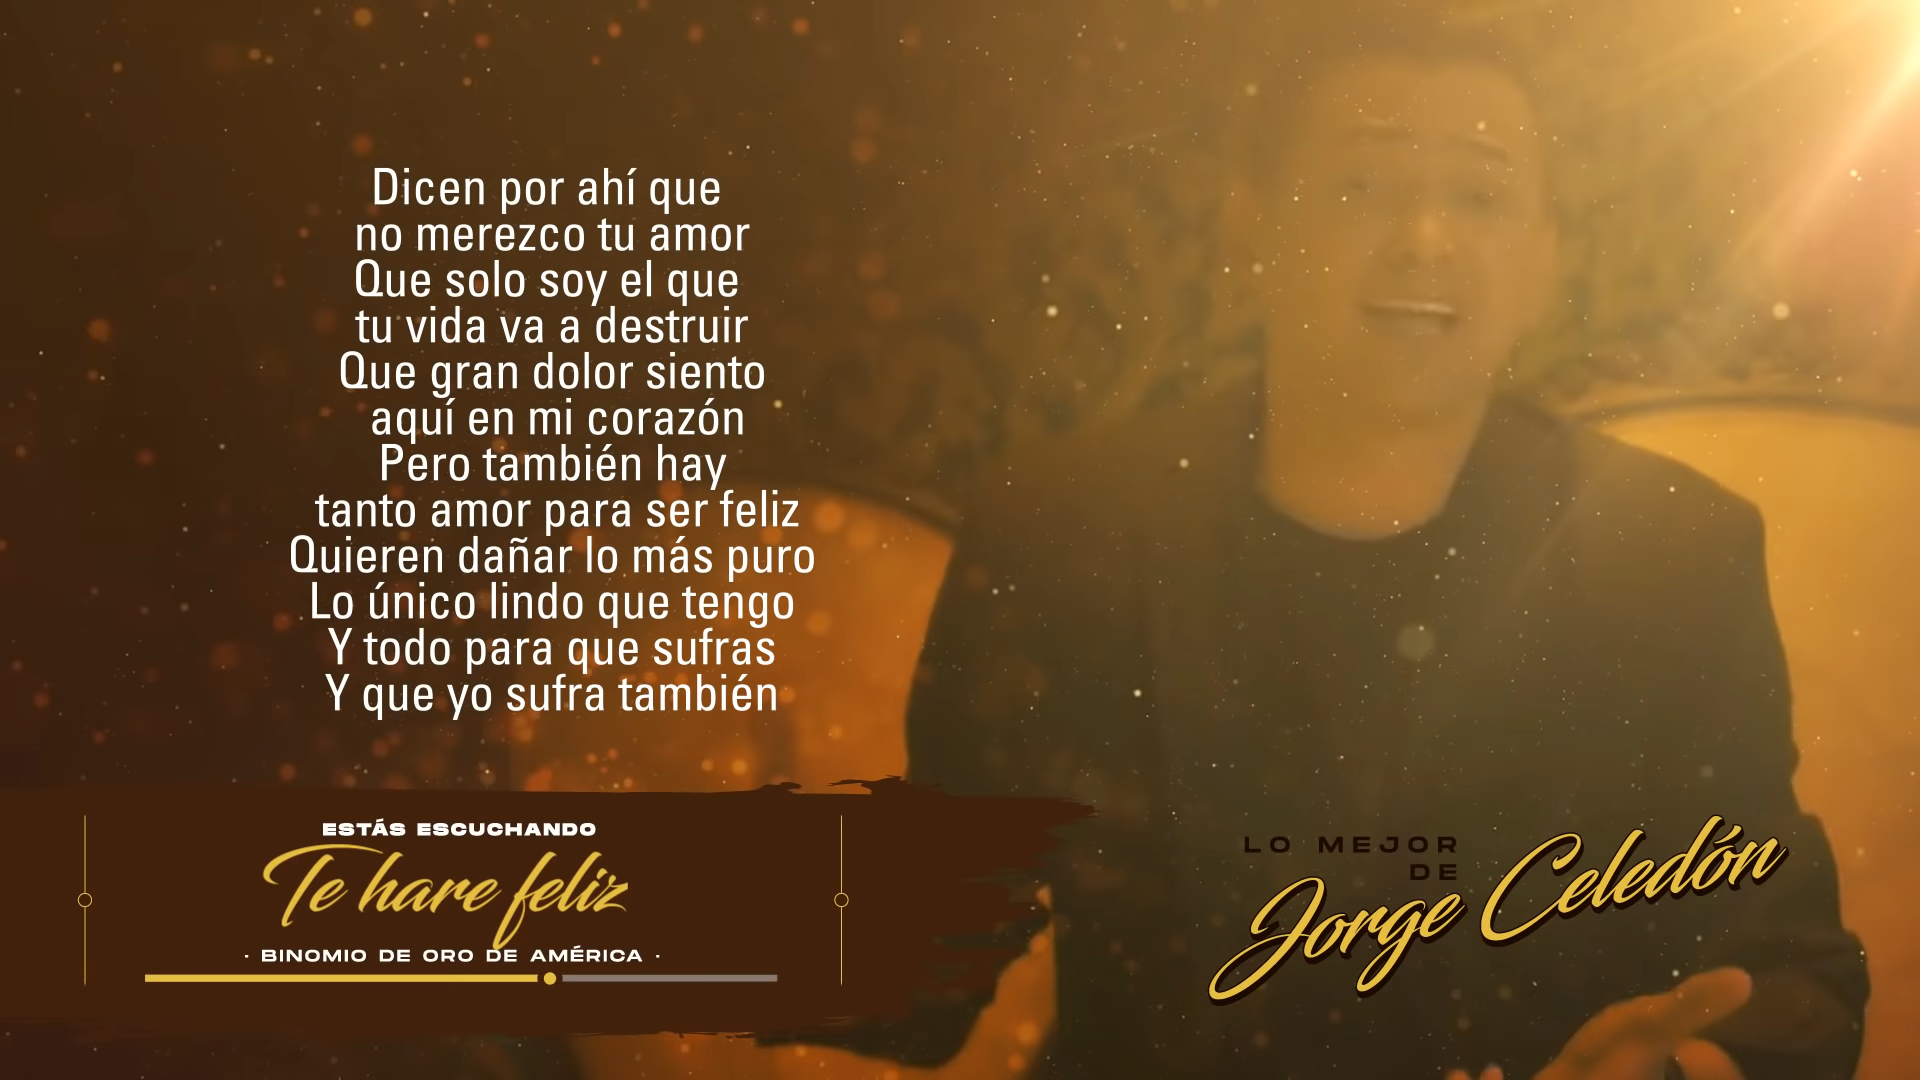 Dicen por ahí que
no merezco tu amor
Que solo soy el que
tu vida va a destruir
Que gran dolor siento
aquí en mi corazón
Pero también hay
tanto amor para ser feliz
Quieren dañar lo más puro
Lo único lindo que tengo
Y todo para que sufras
Y que yo sufra también
ESTÁS ESCUCHANDO
Te hare feliz
· BINOMIO DE ORO DE AMÉRICA ·
LO MEJOR
DE
Jorge Celedón